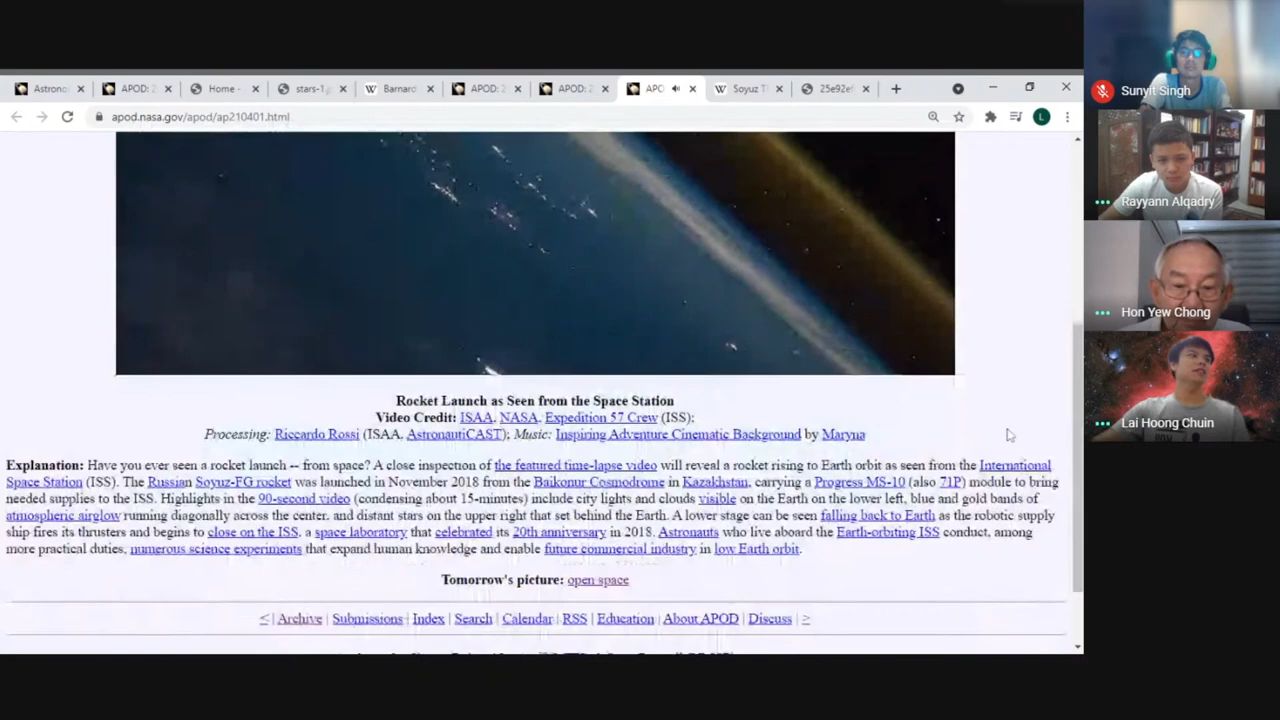 Astrono
APOD: 2
Home -
stars-1.j
Barnard
APOD: 2
APOD: 2
APO
Soyuz T
25e92ef
apod.nasa.gov/apod/ap210401.html
L
Rocket Launch as Seen from the Space Station
Video Credit: ISAA, NASA, Expedition 57 Crew (ISS);
Processing: Riccardo Rossi (ISAA, AstronautiCAST); Music: Inspiring Adventure Cinematic Background by Maryna
Explanation: Have you ever seen a rocket launch -- from space? A close inspection of the featured time-lapse video will reveal a rocket rising to Earth orbit as seen from the International
Space Station (ISS). The Russian Soyuz-FG rocket was launched in November 2018 from the Baikonur Cosmodrome in Kazakhstan, carrying a Progress MS-10 (also 71P) module to bring
needed supplies to the ISS. Highlights in the 90-second video (condensing about 15-minutes) include city lights and clouds visible on the Earth on the lower left, blue and gold bands of
atmospheric airglow running diagonally across the center, and distant stars on the upper right that set behind the Earth. A lower stage can be seen falling back to Earth as the robotic supply
ship fires its thrusters and begins to close on the ISS, a space laboratory that celebrated its 20th anniversary in 2018. Astronauts who live aboard the Earth-orbiting ISS conduct, among
more practical duties, numerous science experiments that expand human knowledge and enable future commercial industry in low Earth orbit.
Tomorrow's picture: open space
< | Archive | Submissions | Index | Search | Calendar | RSS | Education | About APOD | Discuss | >
Sunyit Singh
Rayyann Alqadry
Hon Yew Chong
Lai Hoong Chuin